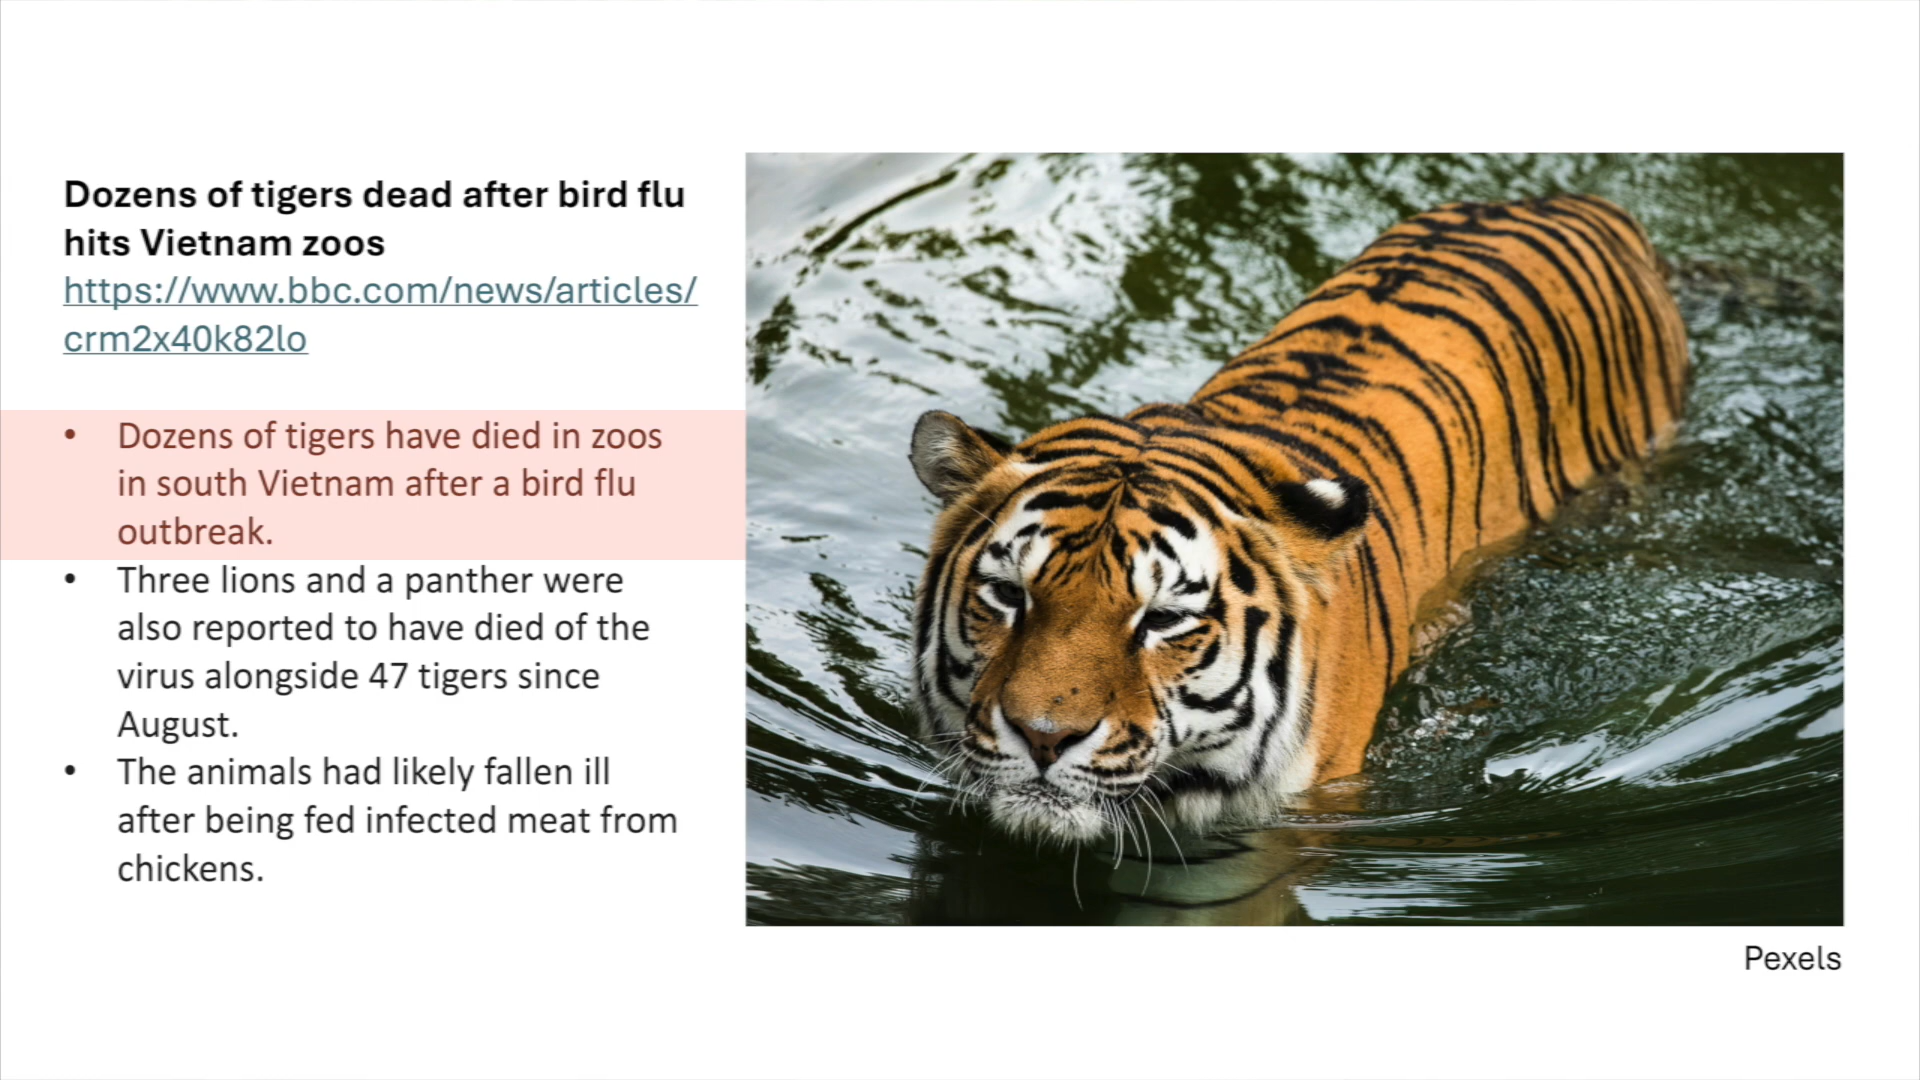 Dozens of tigers dead after bird flu
hits Vietnam zoos
https://www.bbc.com/news/articles/
crm2x40k82lo
• Dozens of tigers have died in zoos
in south Vietnam after a bird flu
outbreak.
• Three lions and a panther were
also reported to have died of the
virus alongside 47 tigers since
August.
• The animals had likely fallen ill
after being fed infected meat from
chickens.
Pexels